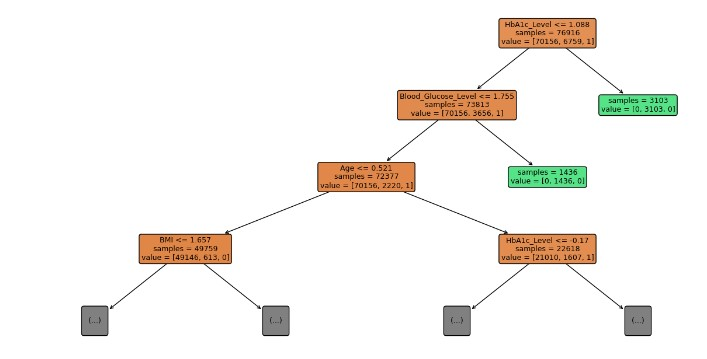 HbA1c_Level <= 1.088
samples = 76916
value = [70156, 6759, 1]
Blood_Glucose_Level <= 1.755
samples = 73813
value = [70156, 3656, 1]
samples = 3103
value = [0, 3103, 0]
Age <= 0.521
samples = 72377
value = [70156, 2220, 1]
samples = 1436
value = [0, 1436, 0]
BMI <= 1.657
samples = 49759
value = [49146, 613, 0]
HbA1c_Level <= -0.17
samples = 22618
value = [21010, 1607, 1]
(...)
(...)
(...)
(...)